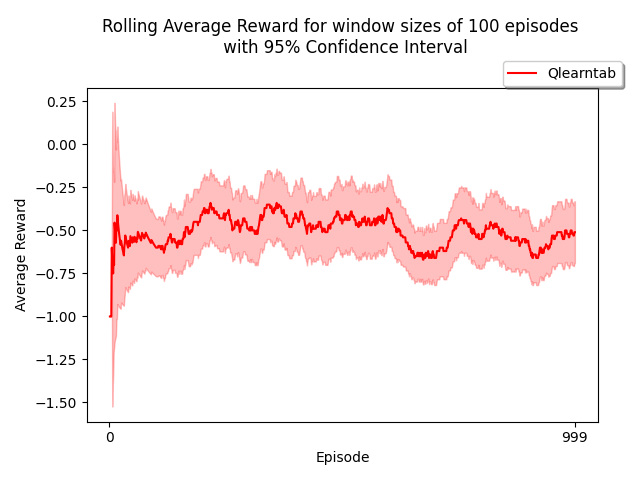 Rolling Average Reward for window sizes of 100 episodes
with 95% Confidence Interval
Qlearntab
0.25
0.00
−0.25
−0.50
−0.75
−1.00
−1.25
−1.50
Average Reward
0
999
Episode